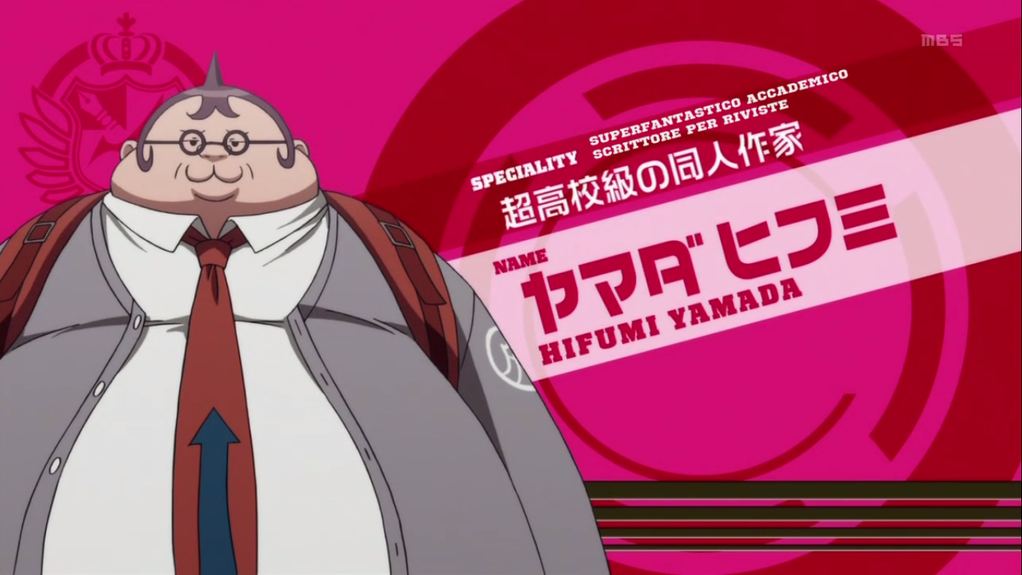 MBS
SUPERFANTASTICO ACCADEMICO
SPECIALITY SCRITTORE PER RIVISTE
超高校級の同人作家
NAME
ヤマダ ヒフミ
HIFUMI YAMADA